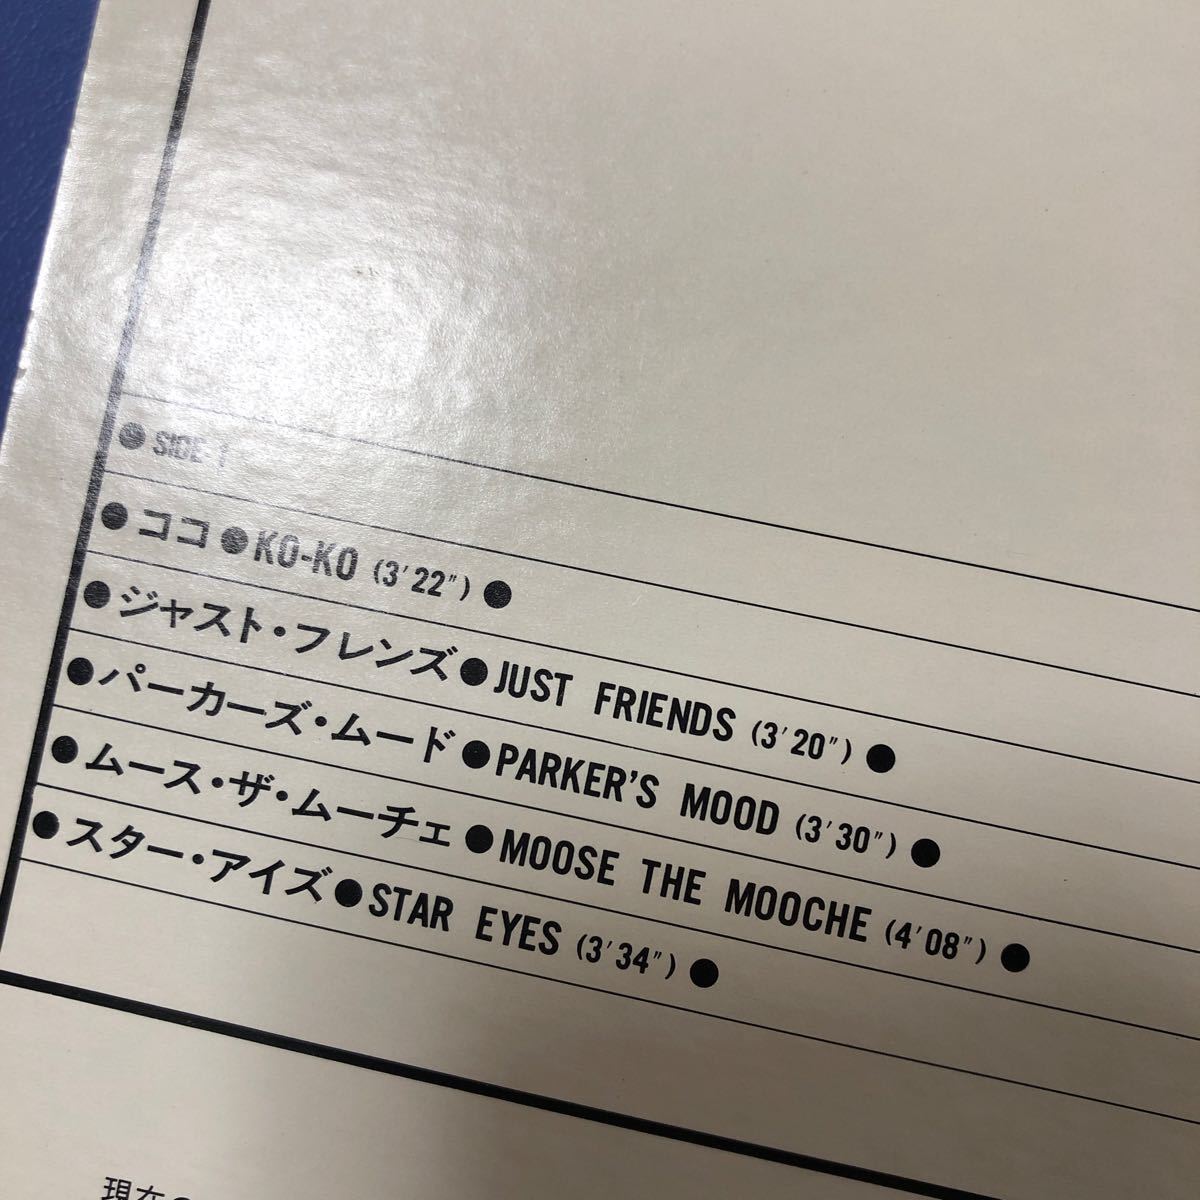 ● SIDE-1
● ココ ● KO-KO (3'22") ●
● ジャスト・フレンズ ● JUST FRIENDS (3'20") ●
● パーカーズ・ムード ● PARKER'S MOOD (3'30") ●
● ムース・ザ・ムーチェ ● MOOSE THE MOOCHE (4'08") ●
● スター・アイズ ● STAR EYES (3'34") ●
現在